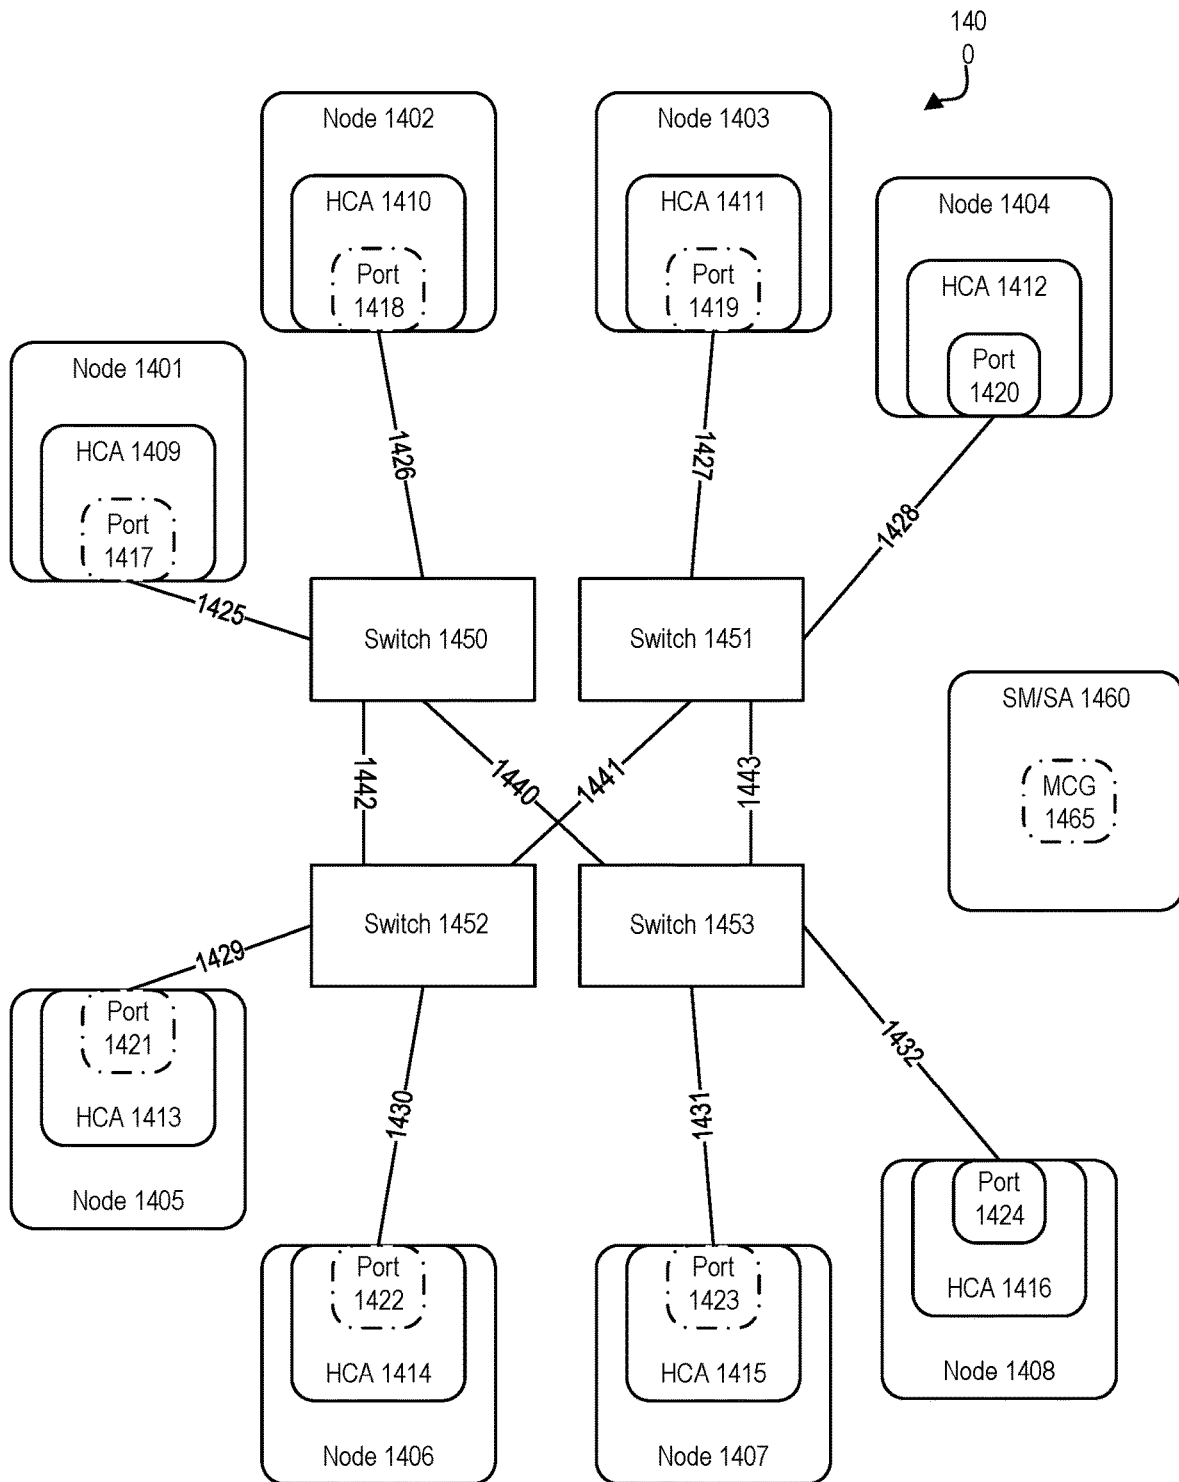 140
0
Node 1402
HCA 1410
Port
1418
Node 1403
HCA 1411
Port
1419
Node 1404
HCA 1412
Port
1420
Node 1401
HCA 1409
Port
1417
1426
1427
1428
1425
Switch 1450
Switch 1451
SM/SA 1460
MCG
1465
1442
1440
1441
1443
Switch 1452
Switch 1453
1429
1430
1431
1432
Port
1421
HCA 1413
Node 1405
Port
1422
HCA 1414
Node 1406
Port
1423
HCA 1415
Node 1407
Port
1424
HCA 1416
Node 1408